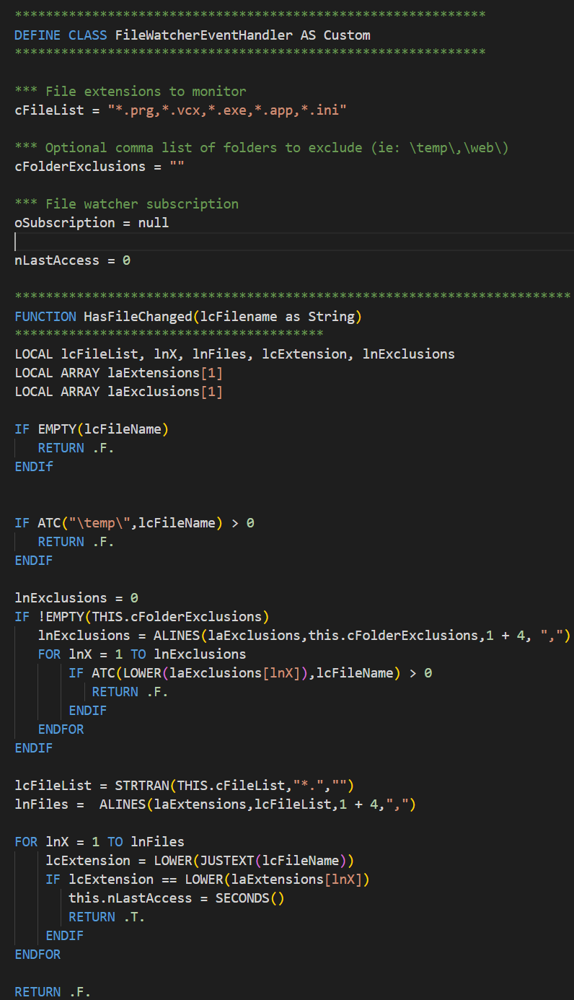 *************************************************************
DEFINE CLASS FileWatcherEventHandler AS Custom
*************************************************************
*** File extensions to monitor
cFileList = "*.prg,*.vcx,*.exe,*.app,*.ini"
*** Optional comma list of folders to exclude (ie: \temp\,\web\)
cFolderExclusions = ""
*** File watcher subscription
oSubscription = null
nLastAccess = 0
************************************************************************
FUNCTION HasFileChanged(lcFilename as String)
****************************************
LOCAL lcFileList, lnX, lnFiles, lcExtension, lnExclusions
LOCAL ARRAY laExtensions[1]
LOCAL ARRAY laExclusions[1]
IF EMPTY(lcFileName)
   RETURN .F.
ENDIf
IF ATC("\temp\",lcFileName) > 0
   RETURN .F.
ENDIF
lnExclusions = 0
IF !EMPTY(THIS.cFolderExclusions)
   lnExclusions = ALINES(laExclusions,this.cFolderExclusions,1 + 4, ",")
   FOR lnX = 1 TO lnExclusions
       IF ATC(LOWER(laExclusions[lnX]),lcFileName) > 0
          RETURN .F.
       ENDIF
   ENDFOR
ENDIF
lcFileList = STRTRAN(THIS.cFileList,"*.","")
lnFiles =  ALINES(laExtensions,lcFileList,1 + 4,",")
FOR lnX = 1 TO lnFiles
    lcExtension = LOWER(JUSTEXT(lcFileName))
    IF lcExtension == LOWER(laExtensions[lnX])
       this.nLastAccess = SECONDS()
       RETURN .T.
    ENDIF
ENDFOR
RETURN .F.